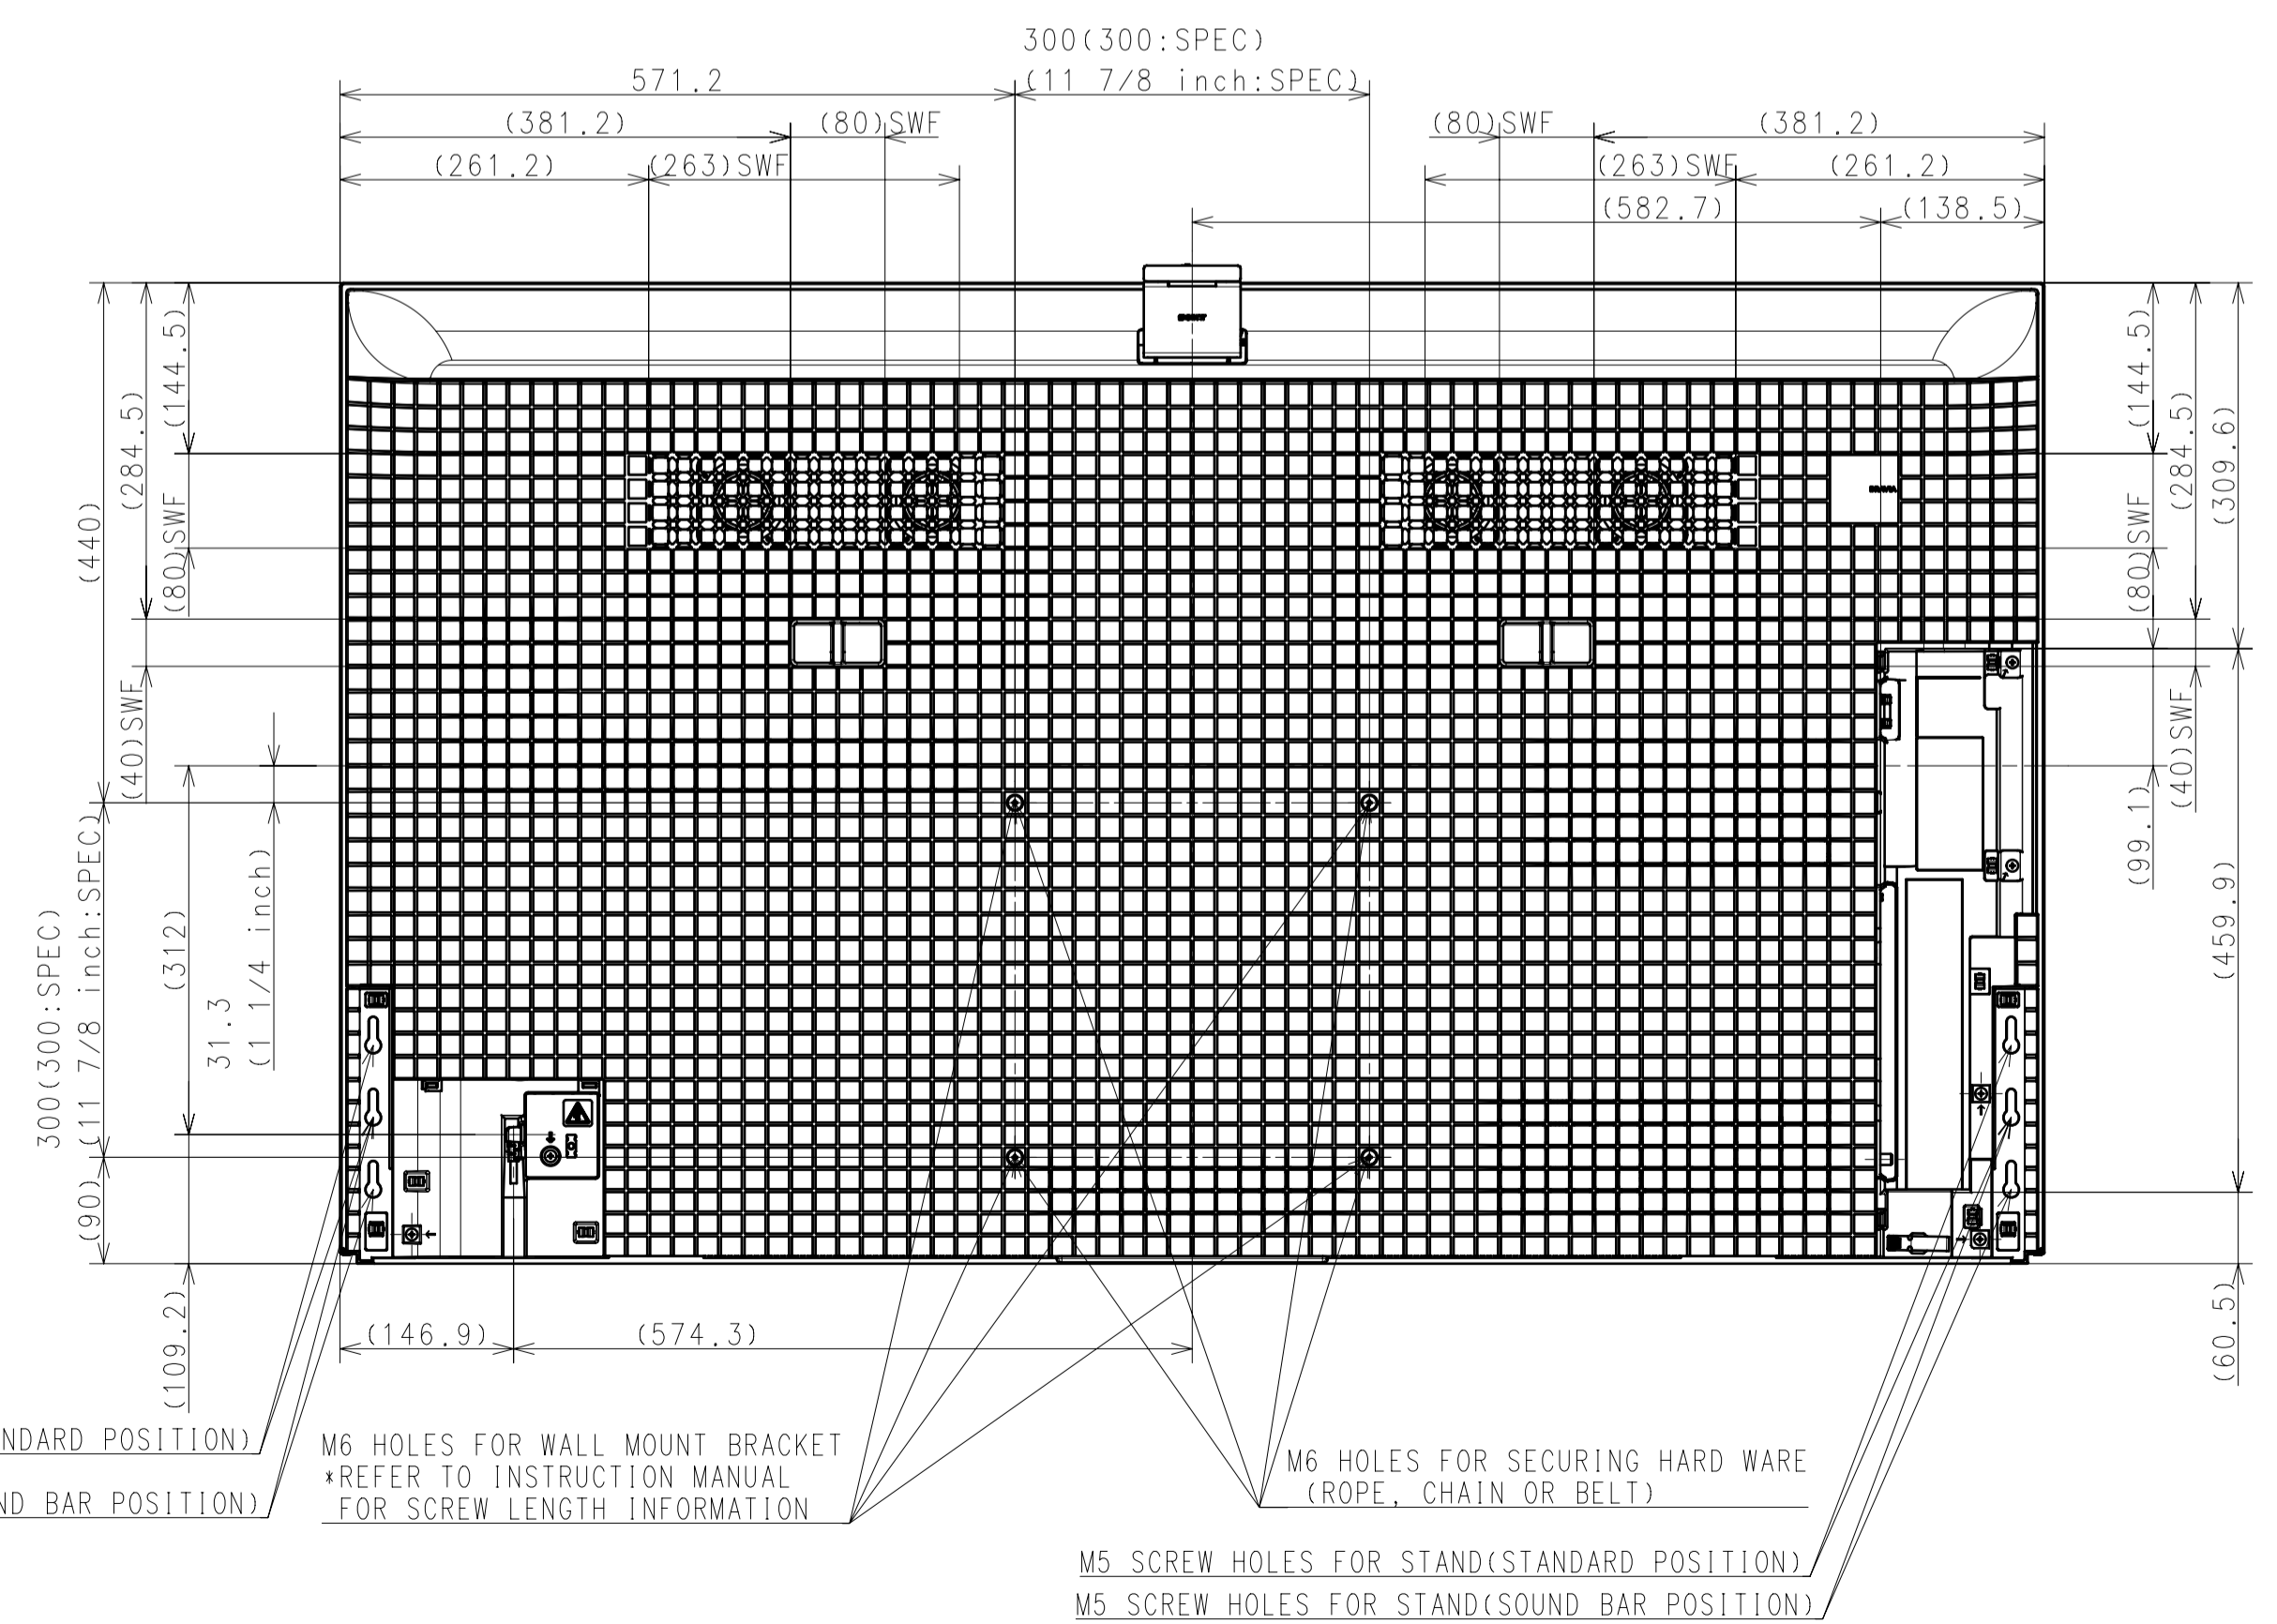 300(300:SPEC)
571.2
(11 7/8 inch:SPEC)
(381.2)
(80)SWF
(80)SWF
(381.2)
(261.2)
(263)SWF
(263)SWF
(261.2)
(582.7)
(138.5)
(440)
(284.5)
(144.5)
(80)SWF
(40)SWF
300(300:SPEC)
(11 7/8 inch:SPEC)
(312)
31.3
(1 1/4 inch)
(90)
(109.2)
SONY
BRAVIA
(144.5)
(284.5)
(309.6)
(80)SWF
(40)SWF
(99.1)
(459.9)
(60.5)
(146.9)
(574.3)
NDARD POSITION)
ND BAR POSITION)
M6 HOLES FOR WALL MOUNT BRACKET
*REFER TO INSTRUCTION MANUAL
FOR SCREW LENGTH INFORMATION
M6 HOLES FOR SECURING HARD WARE
(ROPE, CHAIN OR BELT)
M5 SCREW HOLES FOR STAND(STANDARD POSITION)
M5 SCREW HOLES FOR STAND(SOUND BAR POSITION)